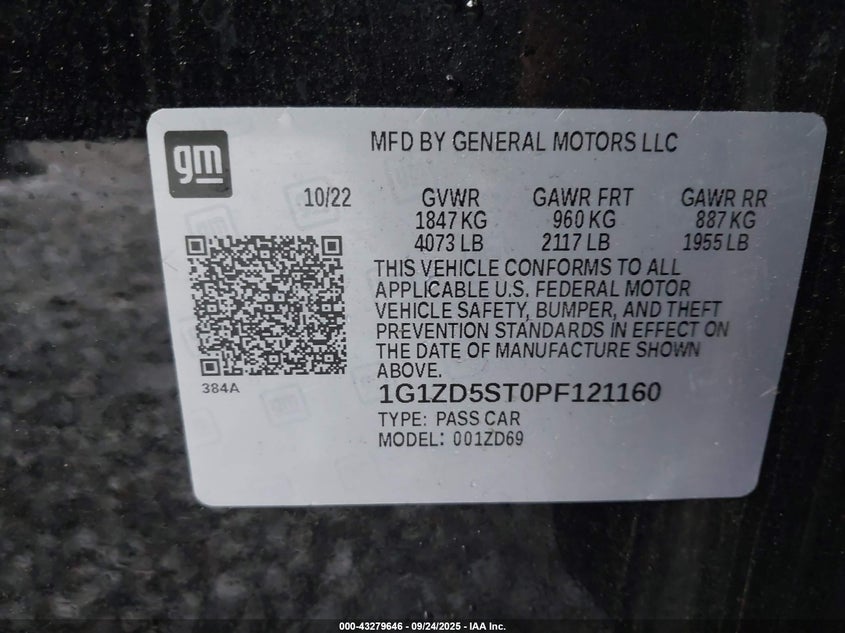 gm
MFD BY GENERAL MOTORS LLC
10/22 GVWR GAWR FRT GAWR RR
1847 KG 960 KG 887 KG
4073 LB 2117 LB 1955 LB
THIS VEHICLE CONFORMS TO ALL
APPLICABLE U.S. FEDERAL MOTOR
VEHICLE SAFETY, BUMPER, AND THEFT
PREVENTION STANDARDS IN EFFECT ON
THE DATE OF MANUFACTURE SHOWN
ABOVE.
384A
1G1ZD5ST0PF121160
TYPE: PASS CAR
MODEL: 001ZD69
000-43279646 - 09/24/2025 - IAA Inc.